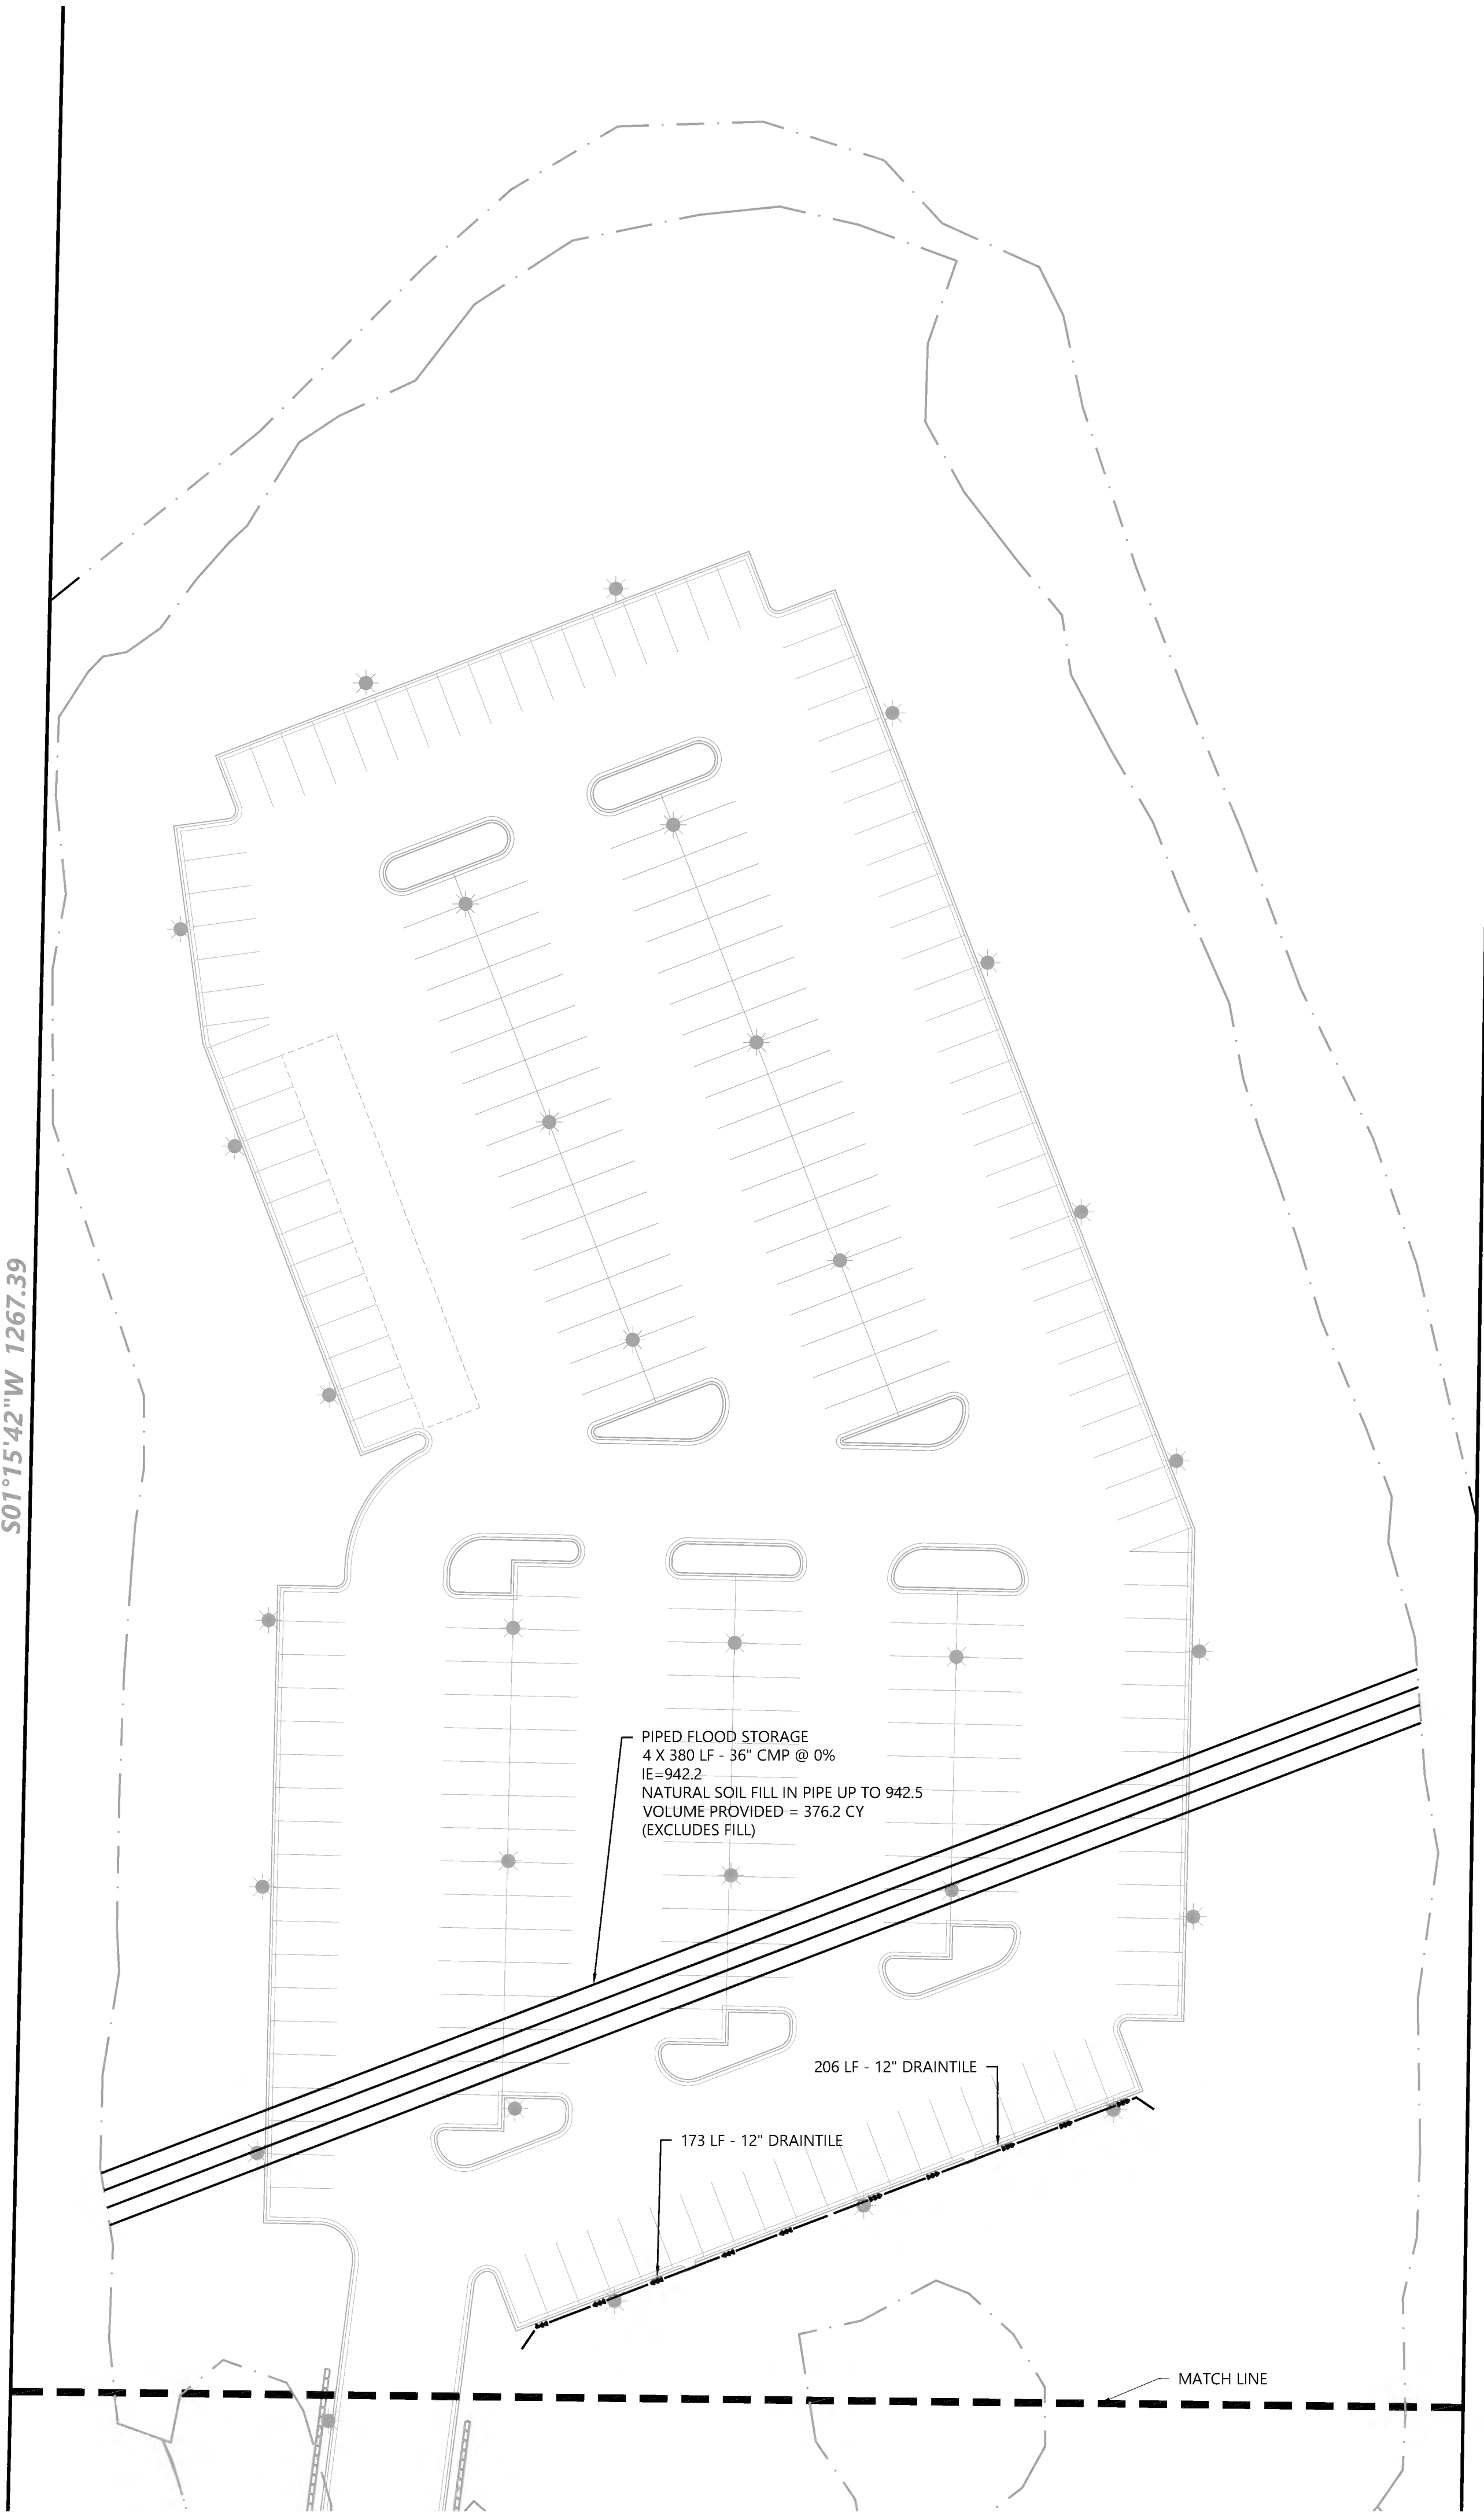 S01°15'42"W 1267.39
PIPED FLOOD STORAGE
4 X 380 LF - 36" CMP @ 0%
IE=942.2
NATURAL SOIL FILL IN PIPE UP TO 942.5
VOLUME PROVIDED = 376.2 CY
(EXCLUDES FILL)
206 LF - 12" DRAINTILE
173 LF - 12" DRAINTILE
MATCH LINE